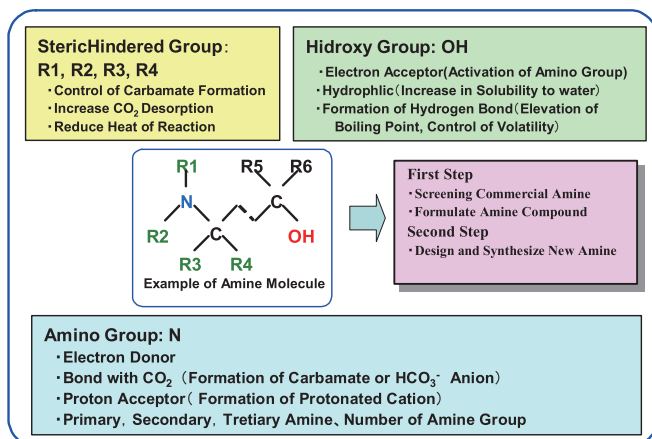 StericHindered Group:
R1, R2, R3, R4
・Control of Carbamate Formation
・Increase CO₂ Desorption
・Reduce Heat of Reaction
Hidroxy Group: OH
・Electron Acceptor(Activation of Amino Group)
・Hydrophlic(Increase in Solubility to water)
・Formation of Hydrogen Bond(Elevation of
Boiling Point, Control of Volatility)
R1 R5 R6
N C
R2 C OH
R3 R4
Example of Amine Molecule
First Step
・Screening Commercial Amine
・Formulate Amine Compound
Second Step
・Design and Synthesize New Amine
Amino Group: N
・Electron Donor
・Bond with CO₂ (Formation of Carbamate or HCO₃⁻ Anion)
・Proton Acceptor( Formation of Protonated Cation)
・Primary, Secondary, Tretiary Amine、Number of Amine Group